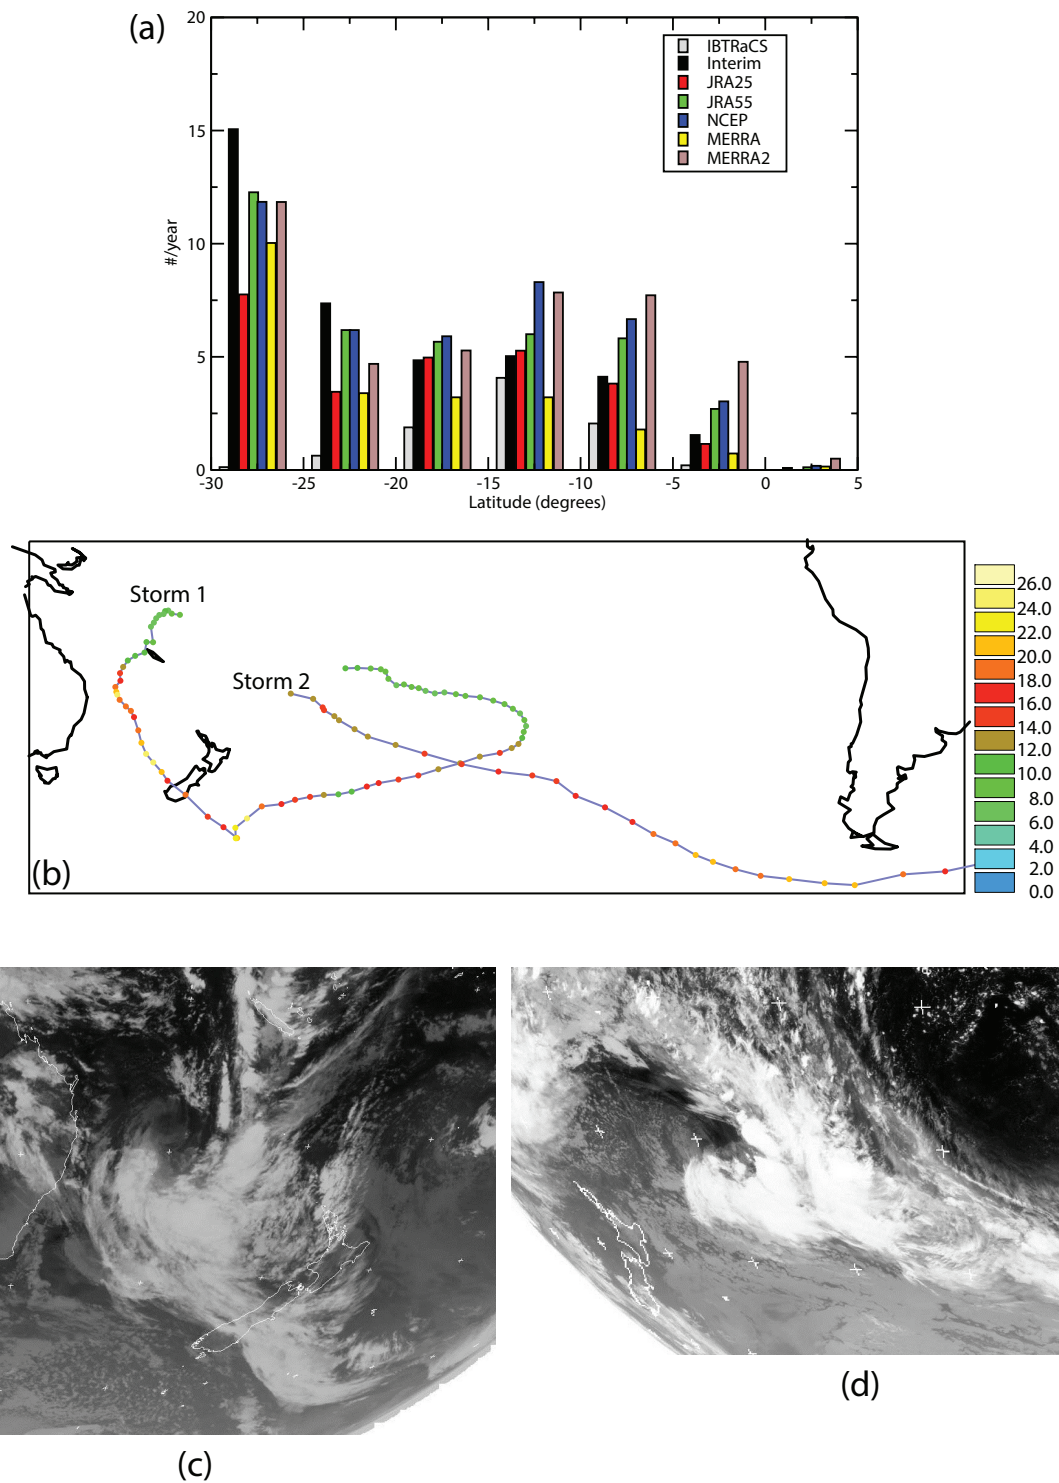 (a)
20
15
10
5
0
#/year
IBTRaCS
Interim
JRA25
JRA55
NCEP
MERRA
MERRA2
-30 -25 -20 -15 -10 -5 0 5
Latitude (degrees)
Storm 1
Storm 2
(b)
26.0
24.0
22.0
20.0
18.0
16.0
14.0
12.0
10.0
8.0
6.0
4.0
2.0
0.0
(c)
(d)